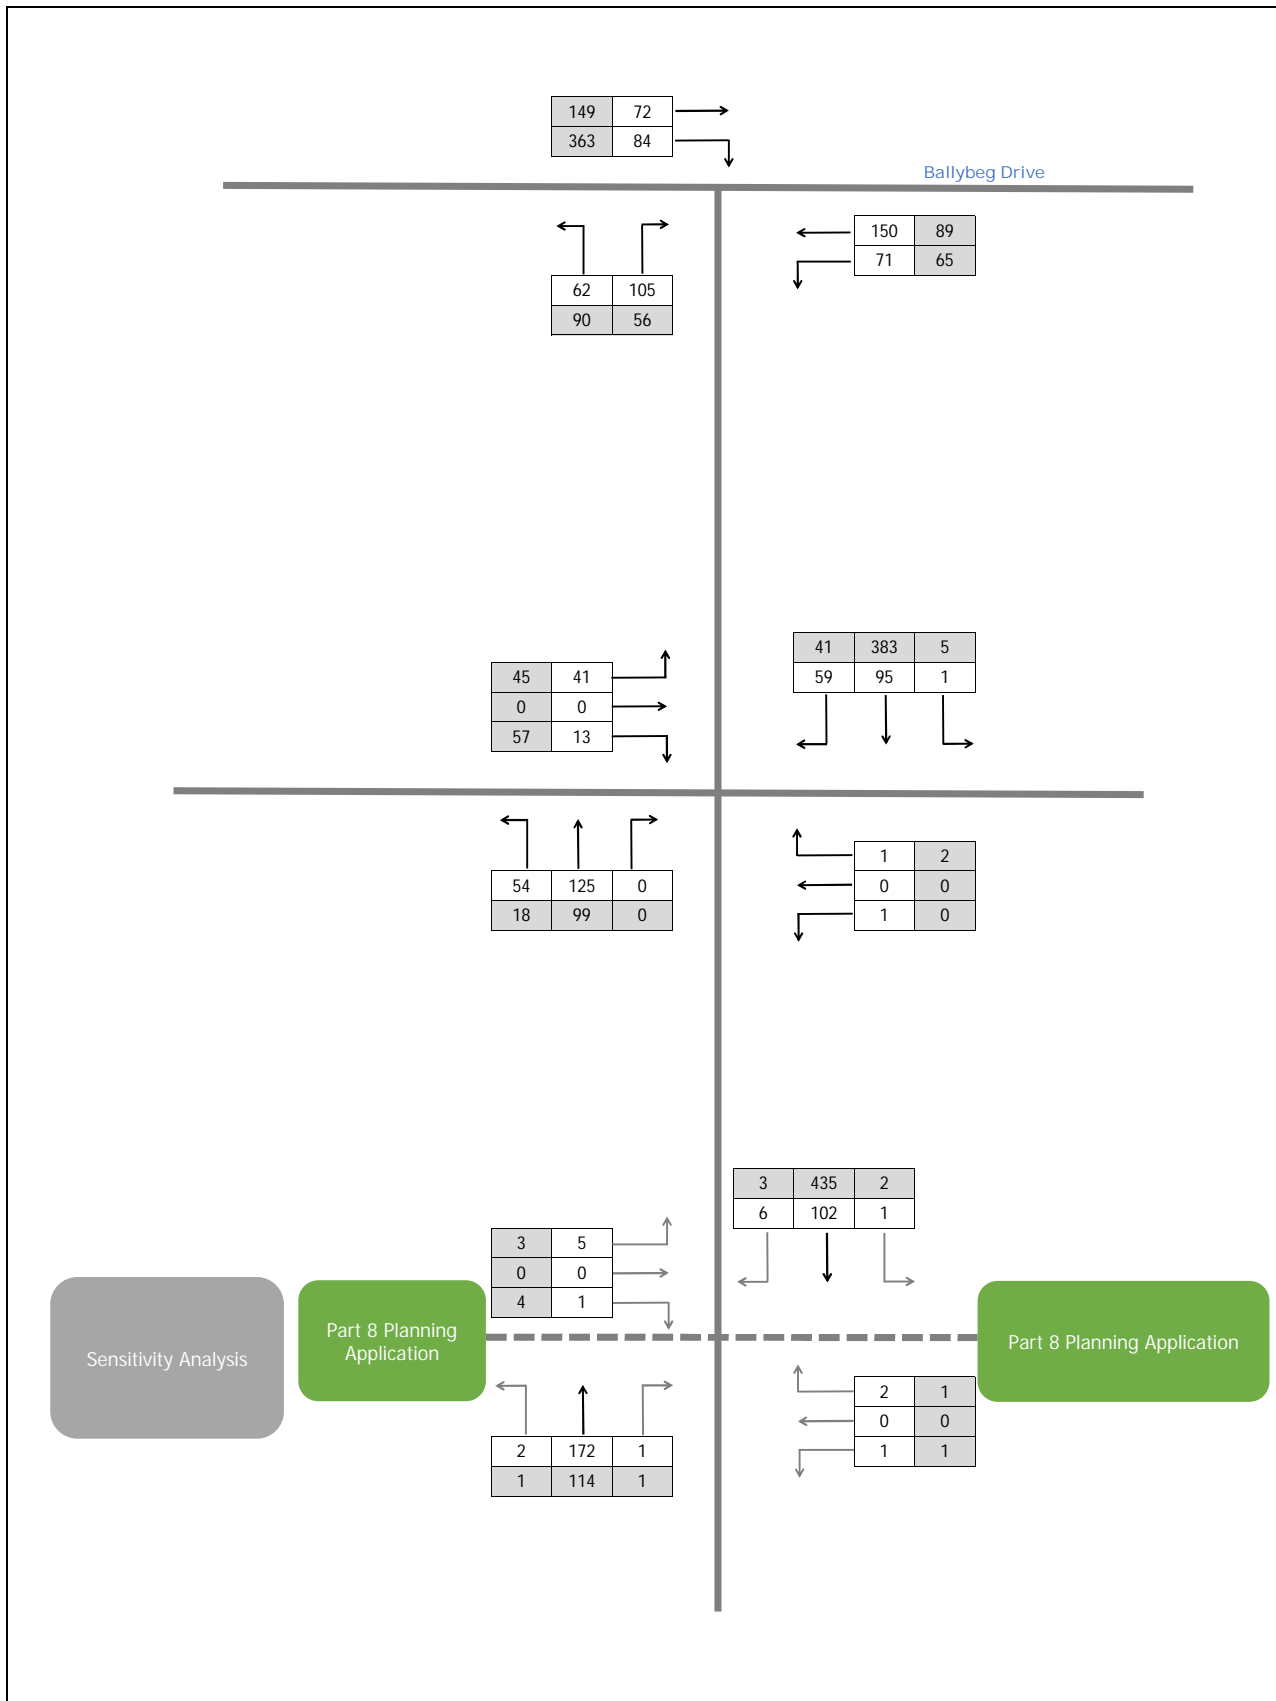 149 72
363 84
Ballybeg Drive
150 89
71 65
62 105
90 56
41 383 5
59 95 1
45 41
0 0
57 13
1 2
0 0
1 0
54 125 0
18 99 0
3 435 2
6 102 1
3 5
0 0
4 1
Sensitivity Analysis
Part 8 Planning
Application
Part 8 Planning Application
2 1
0 0
1 1
2 172 1
1 114 1